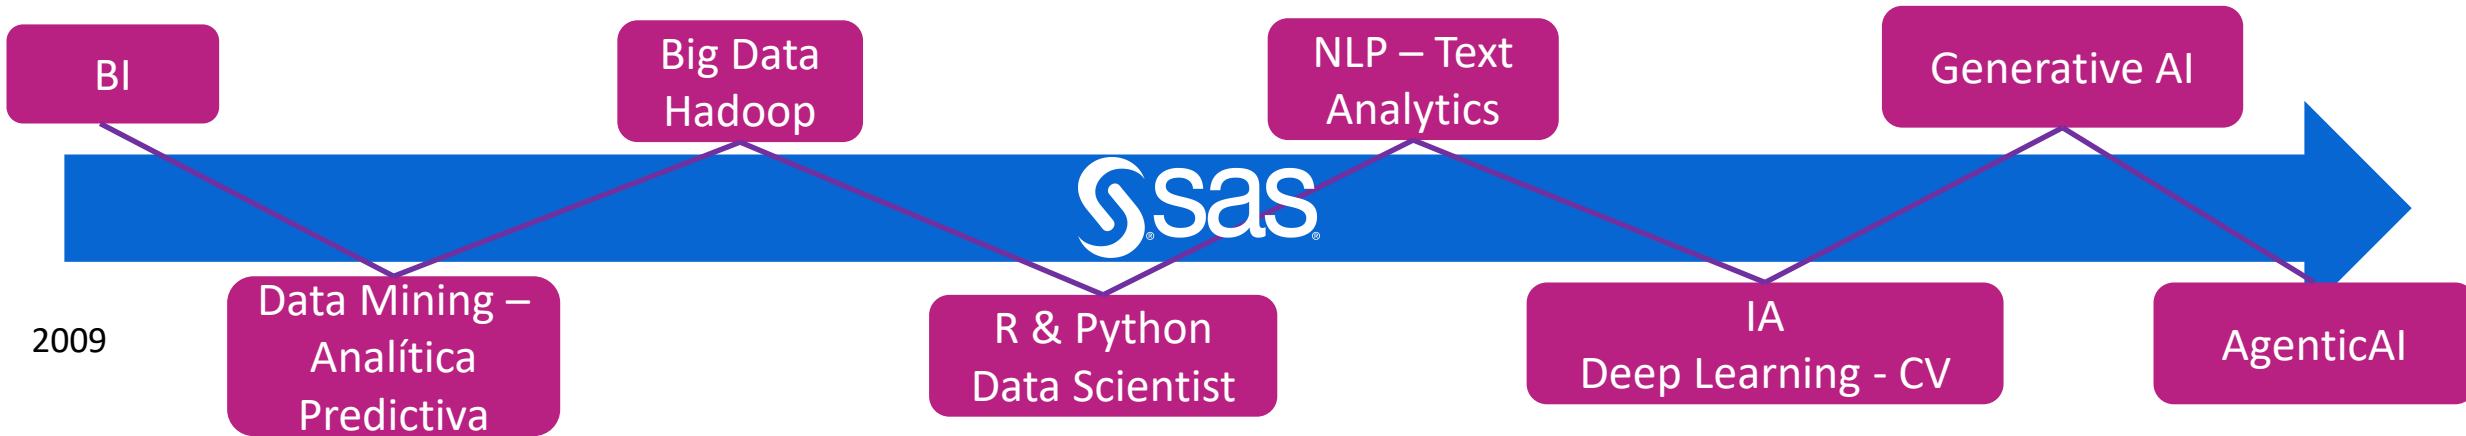 BI
Data Mining –
Analítica
Predictiva
Big Data
Hadoop
R & Python
Data Scientist
sas
NLP – Text
Analytics
IA
Deep Learning - CV
Generative AI
AgenticAI
2009